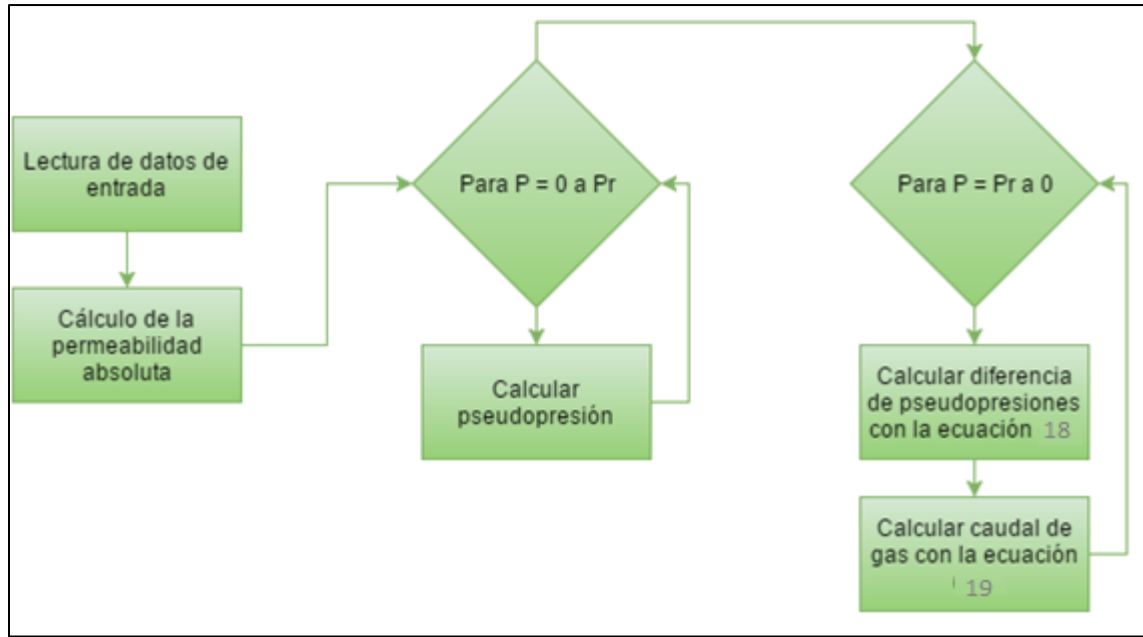 Lectura de datos de
entrada
Cálculo de la
permeabilidad
absoluta
Para P = 0 a Pr
Calcular
pseudopresión
Para P = Pr a 0
Calcular diferencia
de pseudopresiones
con la ecuación 18
Calcular caudal de
gas con la ecuación
19